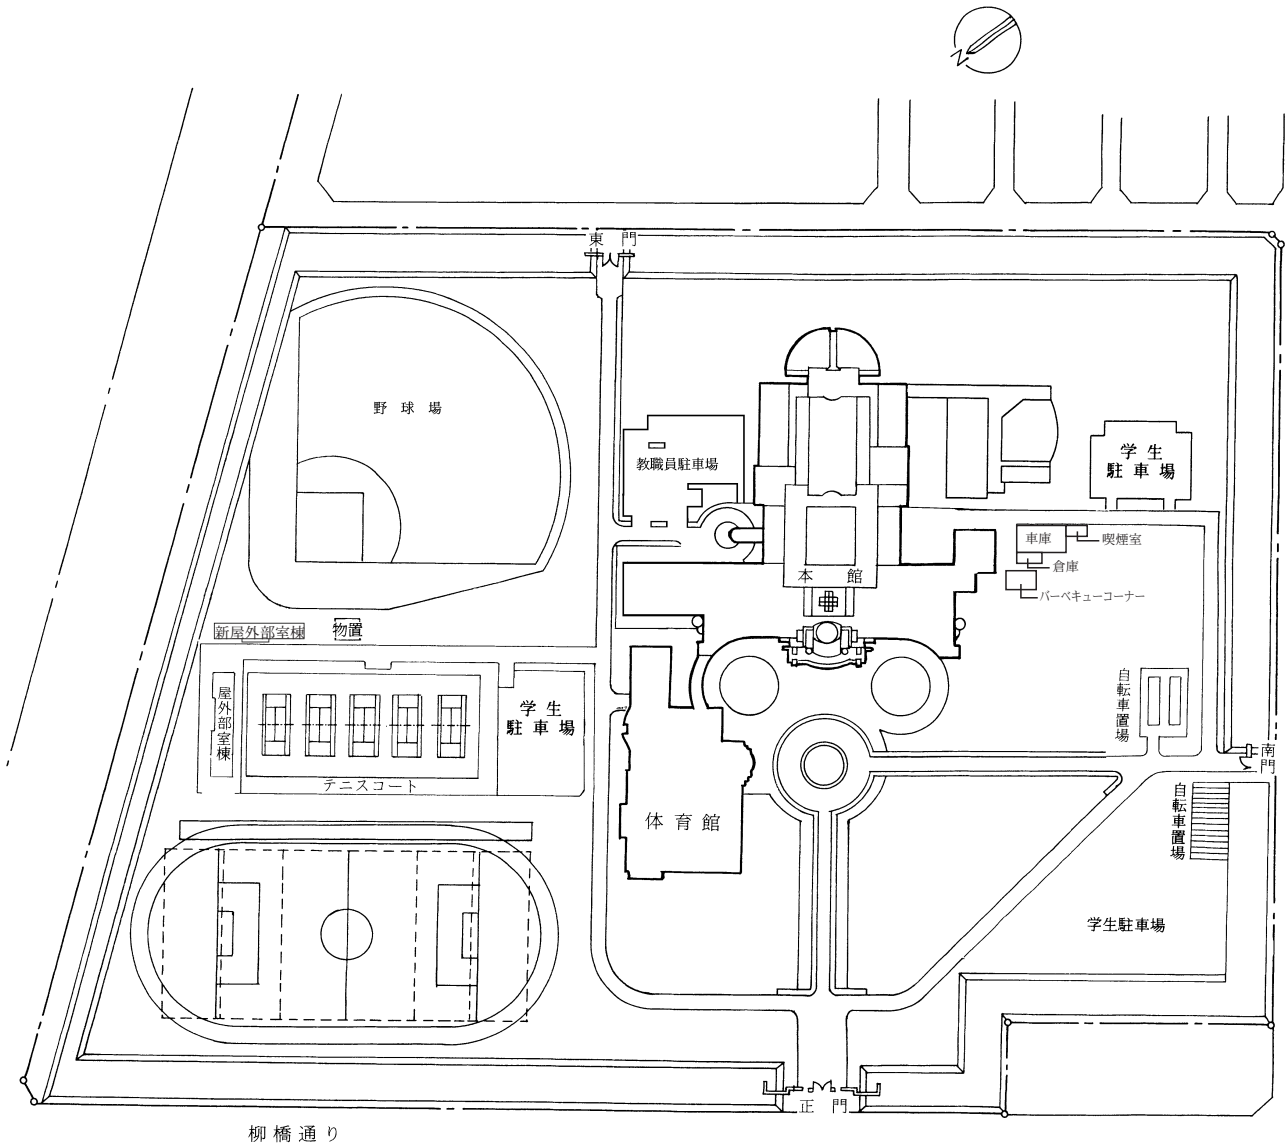 N
東門
野球場
教職員駐車場
学生
駐車場
車庫
喫煙室
倉庫
バーベキューコーナー
本館
新屋外部室棟
物置
屋外部室棟
学生
駐車場
テニスコート
自転車置場
南門
自転車置場
体育館
学生駐車場
正門
柳橋通り